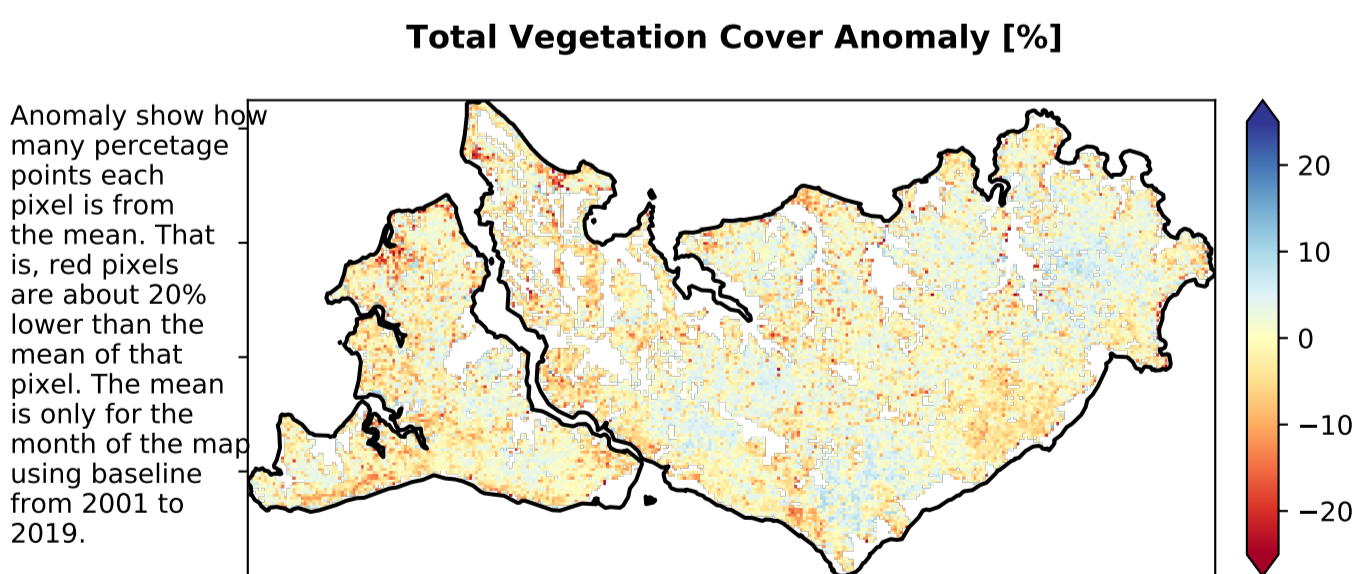 Total Vegetation Cover Anomaly [%]
Anomaly show how
many percetage
points each
pixel is from
the mean. That
is, red pixels
are about 20%
lower than the
mean of that
pixel. The mean
is only for the
month of the map
using baseline
from 2001 to
2019.
20
10
0
−10
−20